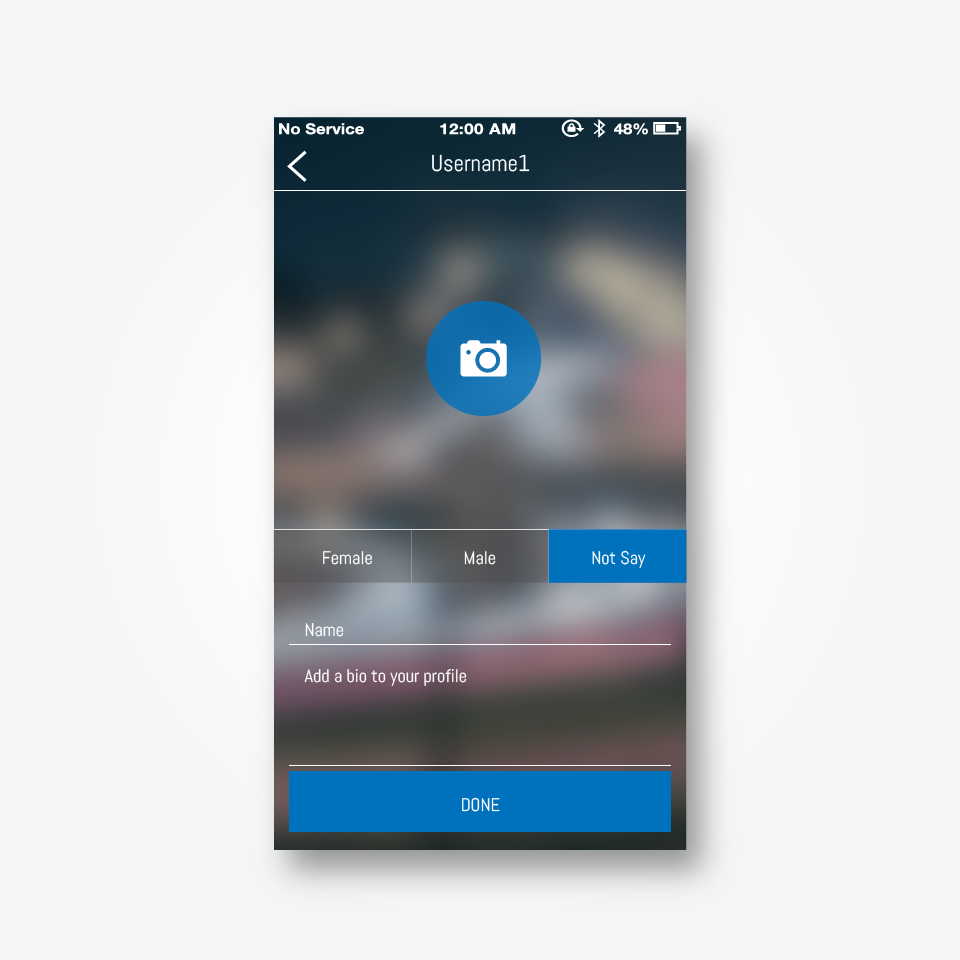 No Service 12:00 AM 48%
Username1
Female Male Not Say
Name
Add a bio to your profile
DONE